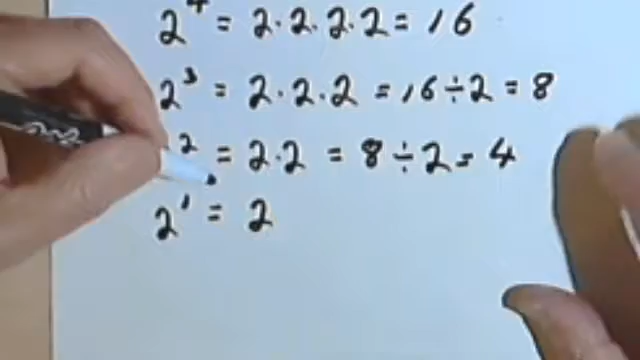 2⁴ = 2·2·2·2 = 16
2³ = 2·2·2 = 16÷2 = 8
² = 2·2 = 8÷2 = 4
2¹ = 2